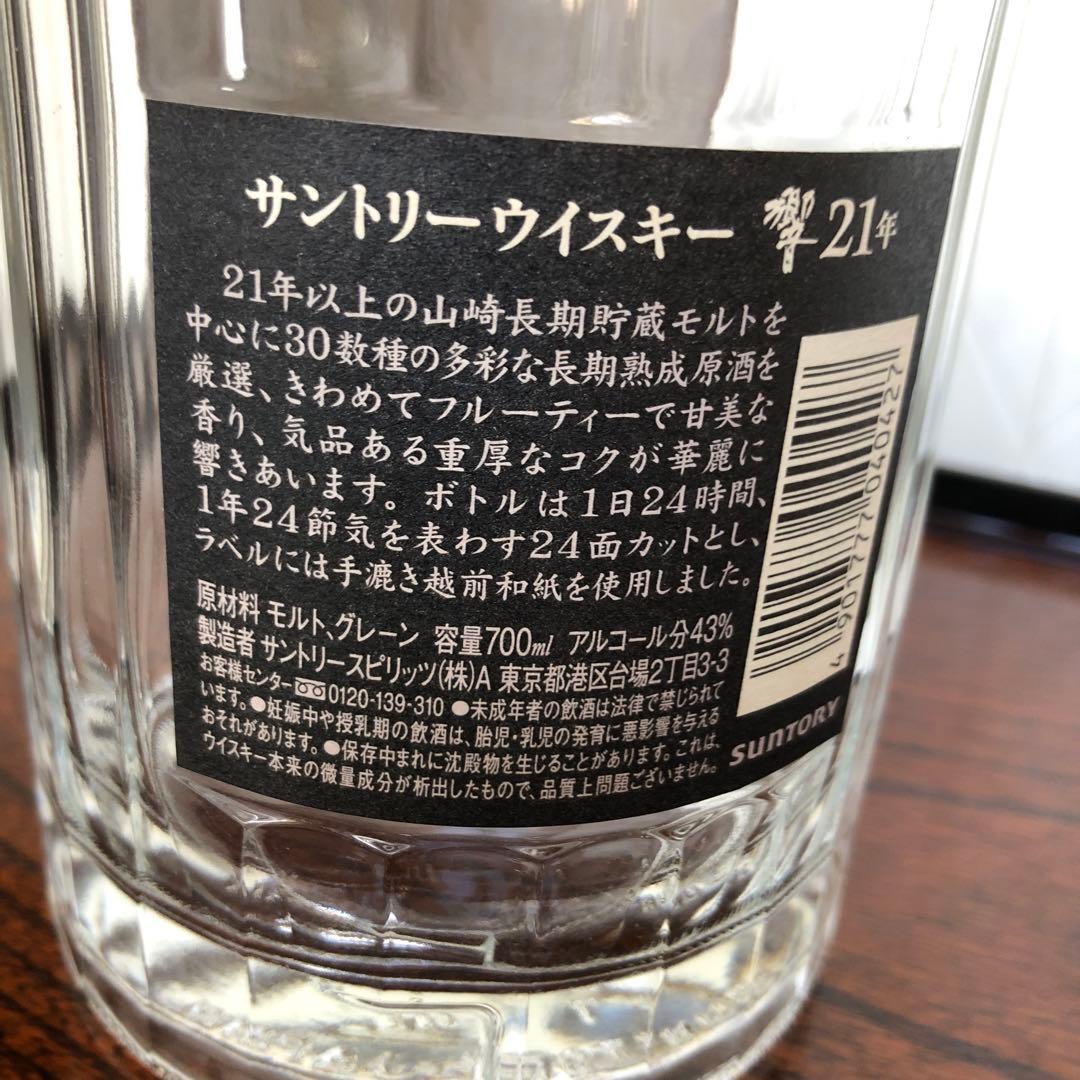 サントリーウイスキー 響 21年
21年以上の山崎長期貯蔵モルトを
中心に30数種の多彩な長期熟成原酒を
厳選、きわめてフルーティーで甘美な
香り、気品ある重厚なコクが華麗に
響きあいます。ボトルは1日24時間、
1年24節気を表わす24面カットとし、
ラベルには手漉き越前和紙を使用しました。
原材料 モルト、グレーン 容量700ml アルコール分43%
製造者 サントリースピリッツ(株)A 東京都港区台場2丁目3-3
お客様センター 0120-139-310 ●未成年者の飲酒は法律で禁じられて
います。●妊娠中や授乳期の飲酒は、胎児・乳児の発育に悪影響を与える
おそれがあります。●保存中まれに沈殿物を生じることがあります。これは、
ウイスキー本来の微量成分が析出したもので、品質上問題ございません。
4 901777 040427
SUNTORY